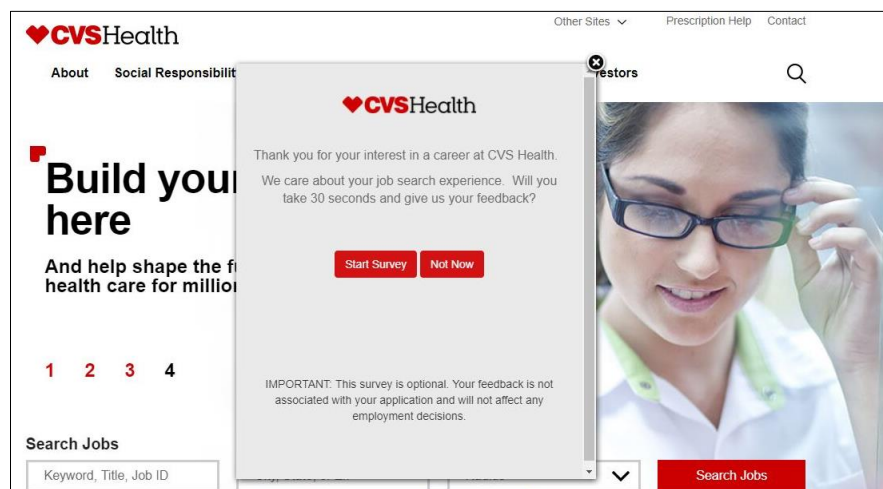 CVSHealth
Other Sites
Prescription Help
Contact
About
Social Responsibilit
estors
CVSHealth
Thank you for your interest in a career at CVS Health.
We care about your job search experience. Will you
take 30 seconds and give us your feedback?
Start Survey
Not Now
IMPORTANT: This survey is optional. Your feedback is not
associated with your application and will not affect any
employment decisions.
Build your
here
And help shape the f
health care for million
1 2 3 4
Search Jobs
Keyword, Title, Job ID
Search Jobs